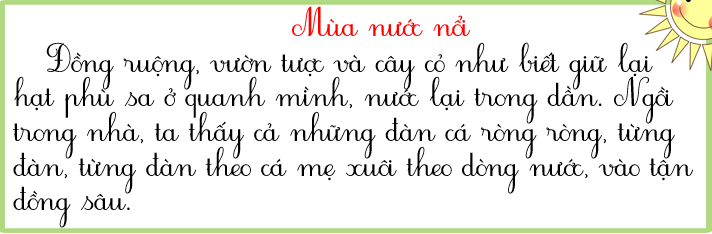 Mùa nước nổi
Đồng ruộng, vườn tược và cây cỏ như biết giữ lại
hạt phù sa ở quanh mình, nước lại trong dần. Ngồi
trong nhà, ta thấy cả những đàn cá ròng ròng, từng
đàn, từng đàn theo cá mẹ xuôi theo dòng nước, vào tận
đồng sâu.